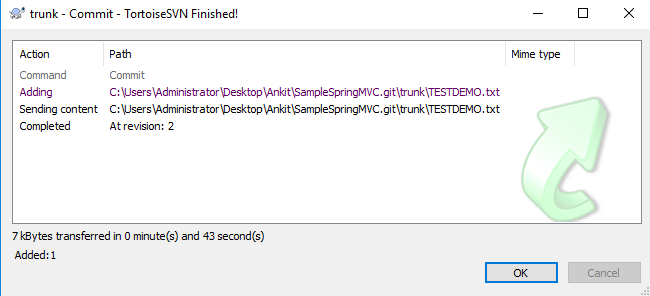 trunk - Commit - TortoiseSVN Finished!
Action Path Mime type
Command Commit
Adding C:\Users\Administrator\Desktop\Ankit\SampleSpringMVC.git\trunk\TESTDEMO.txt
Sending content C:\Users\Administrator\Desktop\Ankit\SampleSpringMVC.git\trunk\TESTDEMO.txt
Completed At revision: 2
7 kBytes transferred in 0 minute(s) and 43 second(s)
Added:1
OK Cancel